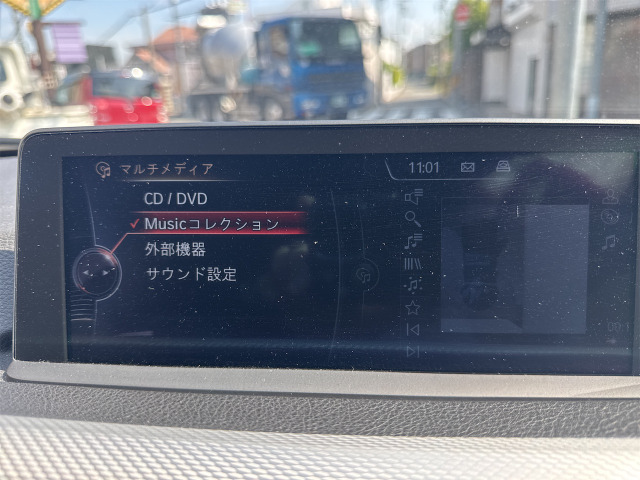 マルチメディア
11:01
CD / DVD
Musicコレクション
外部機器
サウンド設定